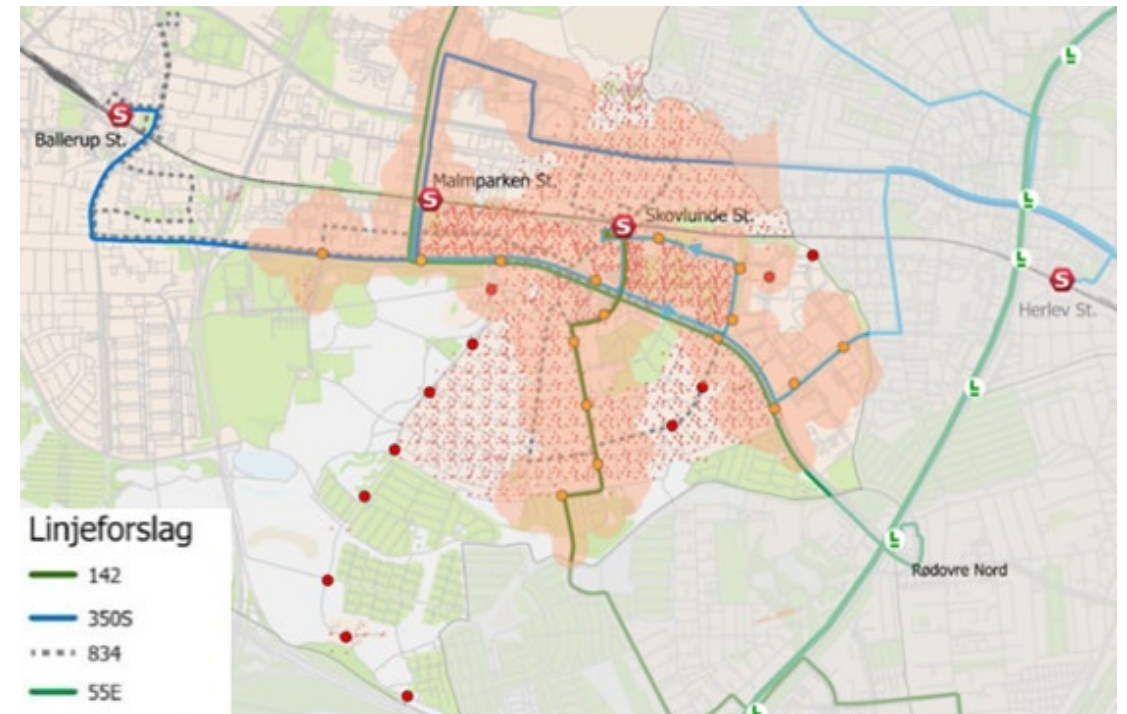 S
Ballerup St.
S
Malmparken St.
S
Skovlunde St.
S
Herlev St.
L
L
L
L
L
Rødovre Nord
L
Linjeforslag
142
350S
834
55E